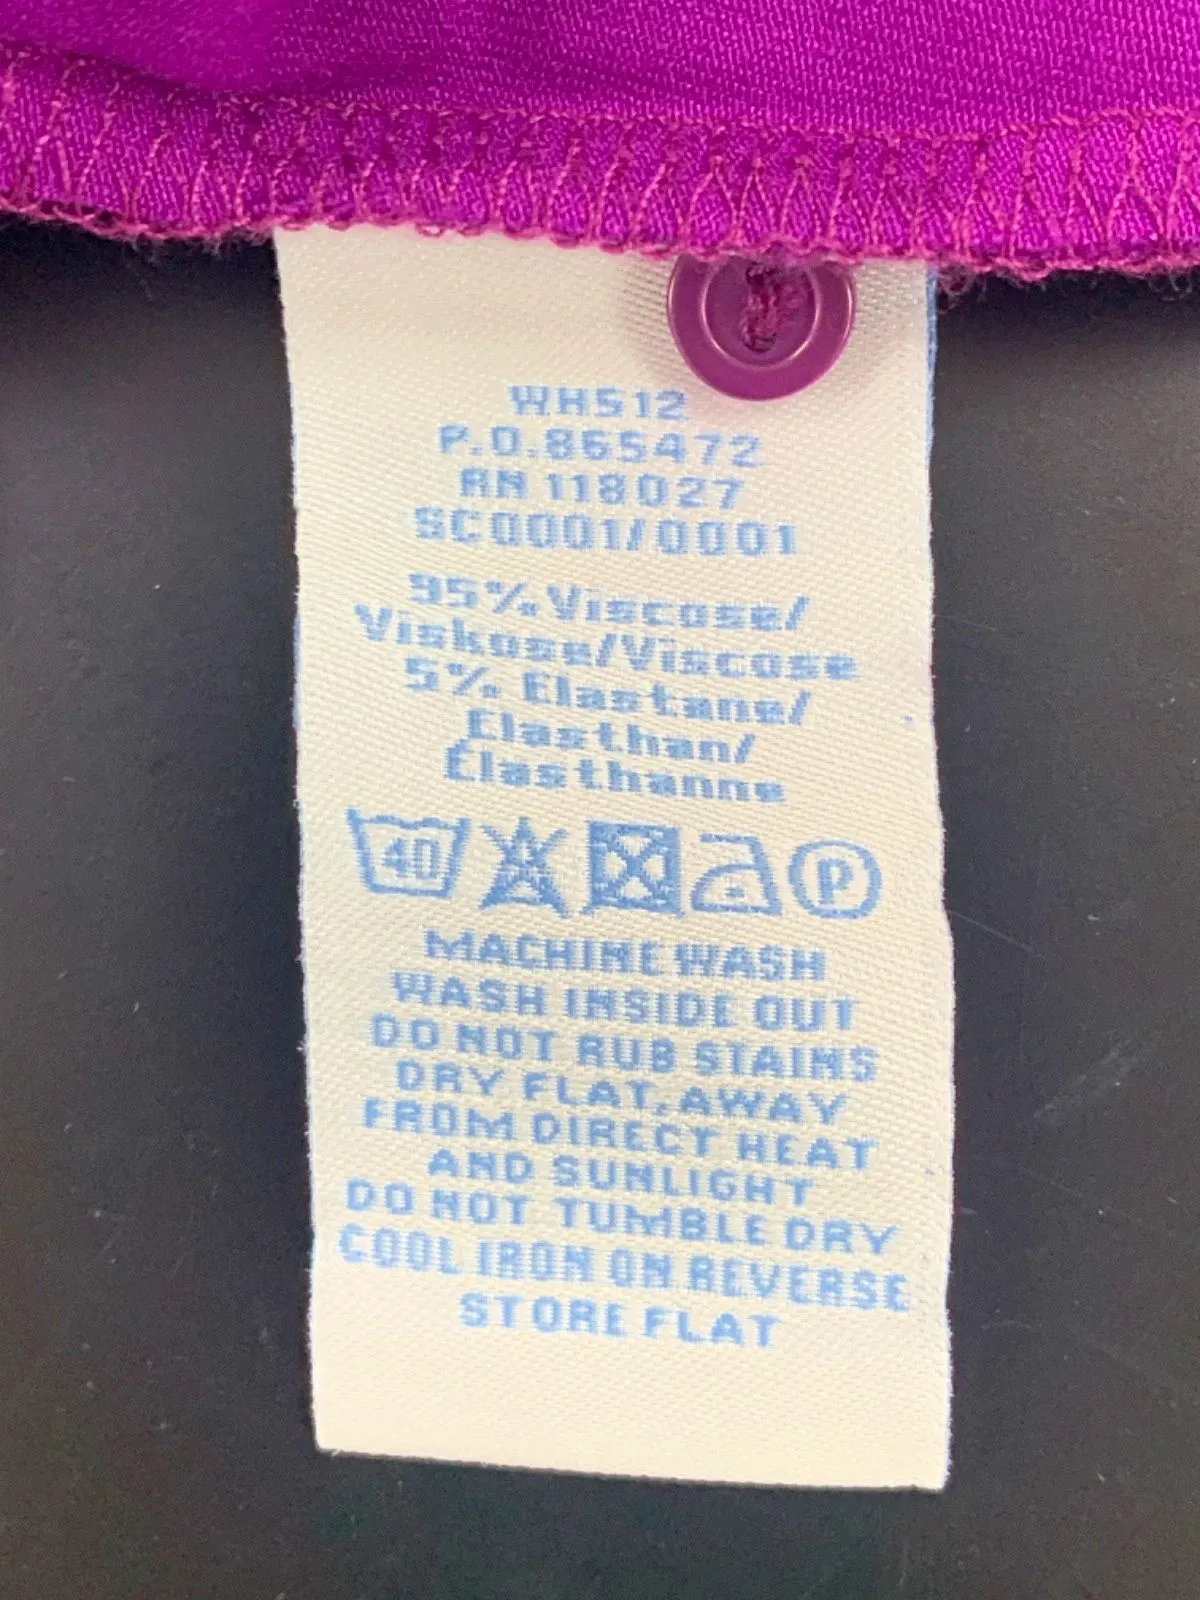 WH512
P.O.865472
RN 118027
SC0001/0001
95% Viscose/
Viskose/Viscose
5% Elastane/
Elasthan/
Élasthanne
40 P
MACHINE WASH
WASH INSIDE OUT
DO NOT RUB STAINS
DRY FLAT, AWAY
FROM DIRECT HEAT
AND SUNLIGHT
DO NOT TUMBLE DRY
COOL IRON ON REVERSE
STORE FLAT